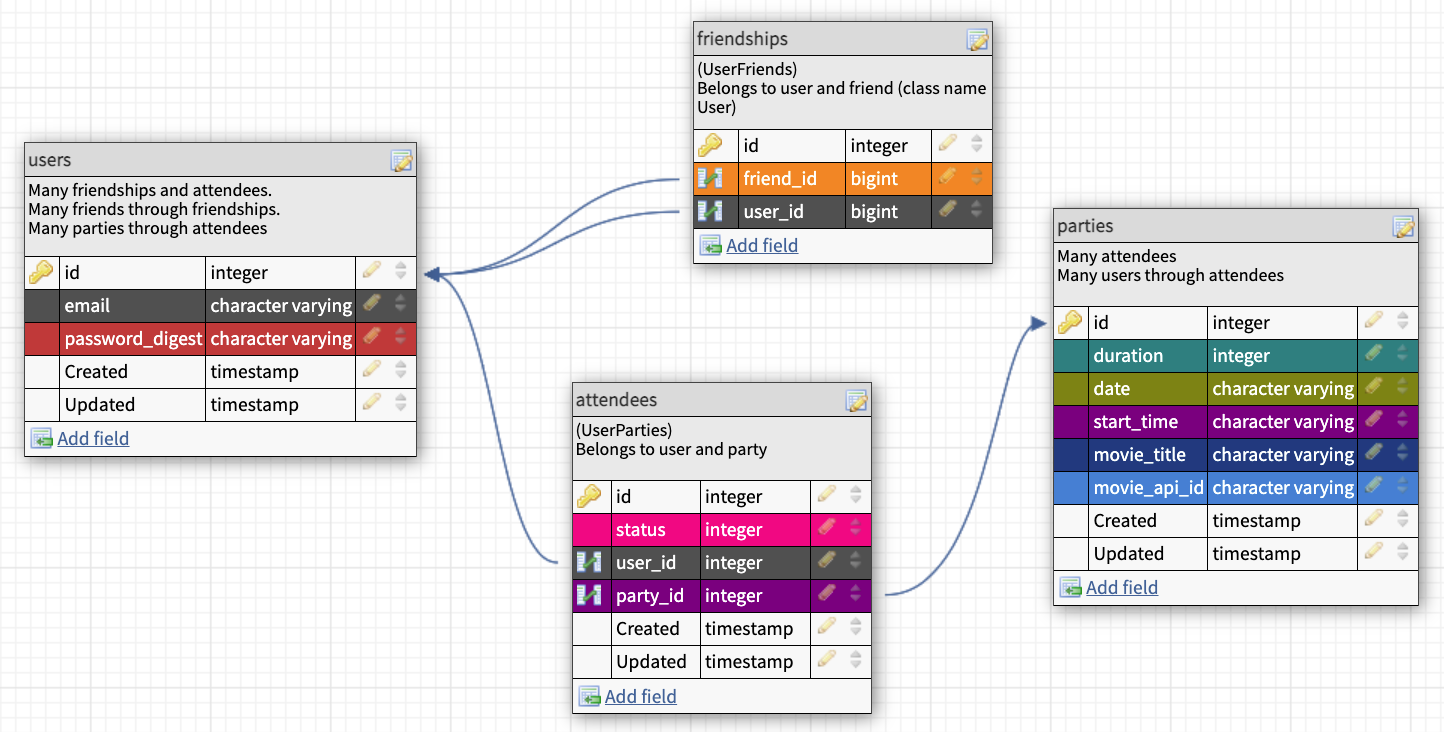 friendships
(UserFriends)
Belongs to user and friend (class name
User)
id integer
friend_id bigint
user_id bigint
Add field
users
Many friendships and attendees.
Many friends through friendships.
Many parties through attendees
id integer
email character varying
password_digest character varying
Created timestamp
Updated timestamp
Add field
parties
Many attendees
Many users through attendees
id integer
duration integer
date character varying
start_time character varying
movie_title character varying
movie_api_id character varying
Created timestamp
Updated timestamp
Add field
attendees
(UserParties)
Belongs to user and party
id integer
status integer
user_id integer
party_id integer
Created timestamp
Updated timestamp
Add field